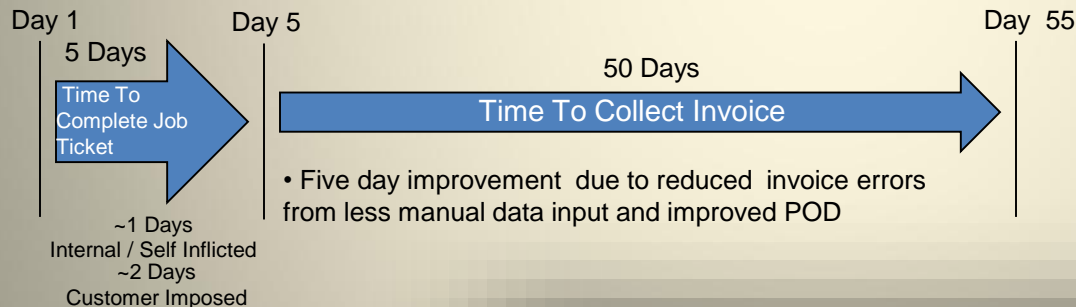 Day 1
Day 5
Day 55
5 Days
50 Days
Time To
Complete Job
Ticket
Time To Collect Invoice
• Five day improvement due to reduced invoice errors
from less manual data input and improved POD
~1 Days
Internal / Self Inflicted
~2 Days
Customer Imposed